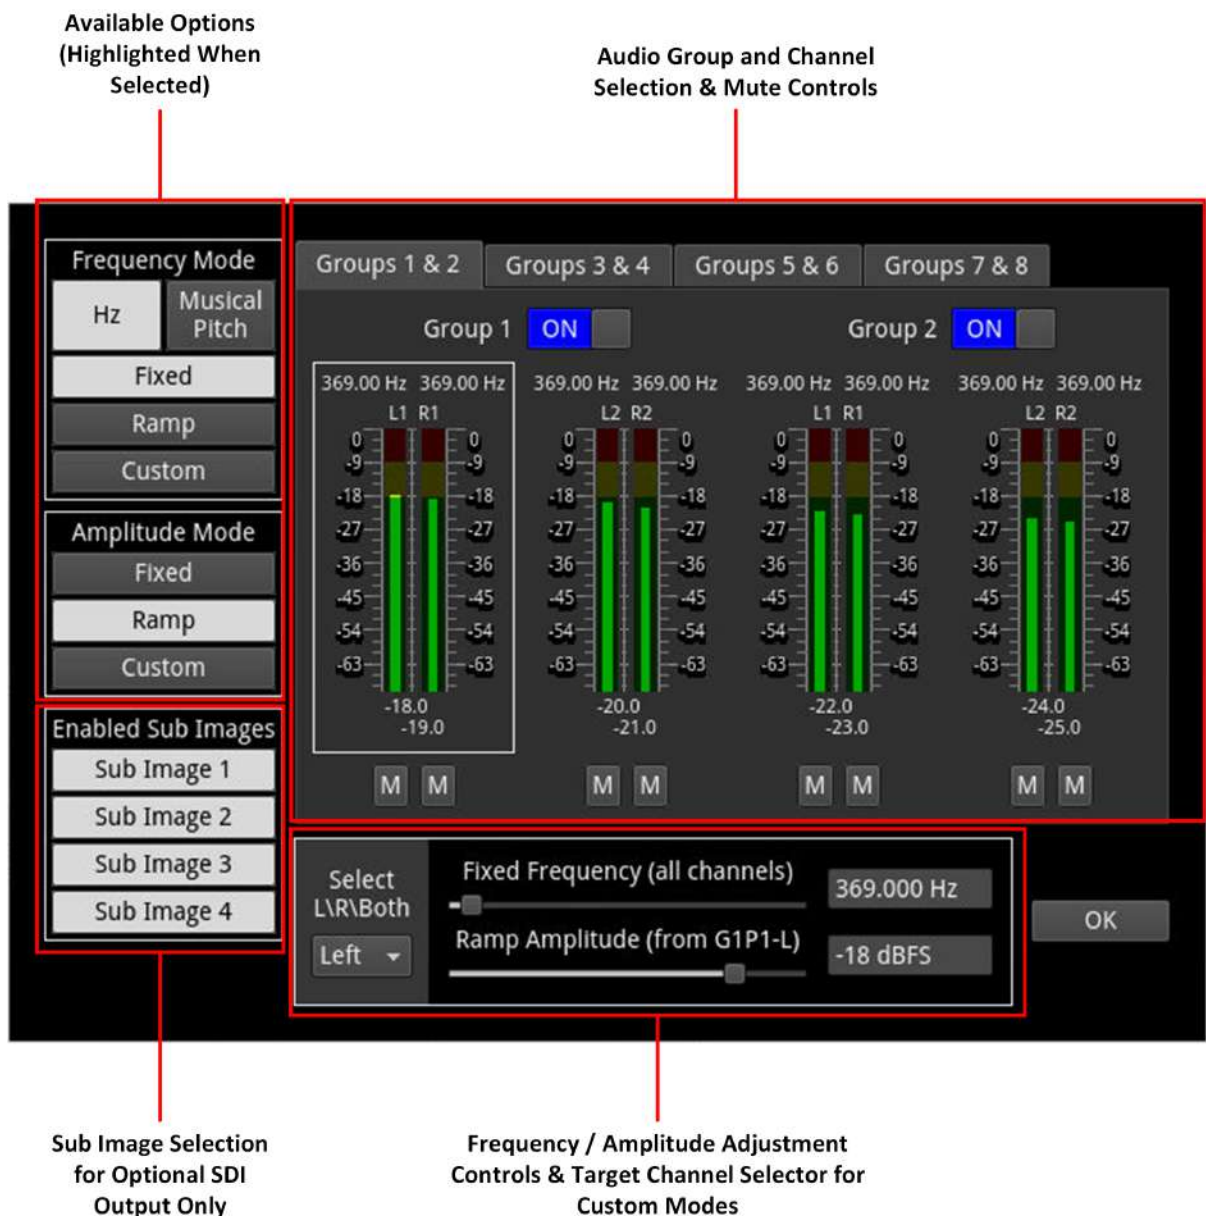 Available Options
(Highlighted When
Selected)
Audio Group and Channel
Selection & Mute Controls
Frequency Mode
Hz
Musical
Pitch
Fixed
Ramp
Custom
Amplitude Mode
Fixed
Ramp
Custom
Enabled Sub Images
Sub Image 1
Sub Image 2
Sub Image 3
Sub Image 4
Groups 1 & 2 Groups 3 & 4 Groups 5 & 6 Groups 7 & 8
Group 1 ON Group 2 ON
369.00 Hz 369.00 Hz 369.00 Hz 369.00 Hz 369.00 Hz 369.00 Hz 369.00 Hz 369.00 Hz
L1 R1 L2 R2 L1 R1 L2 R2
0 0 0 0 0 0 0 0
-9 -9 -9 -9 -9 -9 -9 -9
-18 -18 -18 -18 -18 -18 -18 -18
-27 -27 -27 -27 -27 -27 -27 -27
-36 -36 -36 -36 -36 -36 -36 -36
-45 -45 -45 -45 -45 -45 -45 -45
-54 -54 -54 -54 -54 -54 -54 -54
-63 -63 -63 -63 -63 -63 -63 -63
-18.0 -20.0 -22.0 -24.0
-19.0 -21.0 -23.0 -25.0
M M M M M M M M
Select
L\R\Both
Left
Fixed Frequency (all channels)
369.000 Hz
Ramp Amplitude (from G1P1-L)
-18 dBFS
OK
Sub Image Selection
for Optional SDI
Output Only
Frequency / Amplitude Adjustment
Controls & Target Channel Selector for
Custom Modes